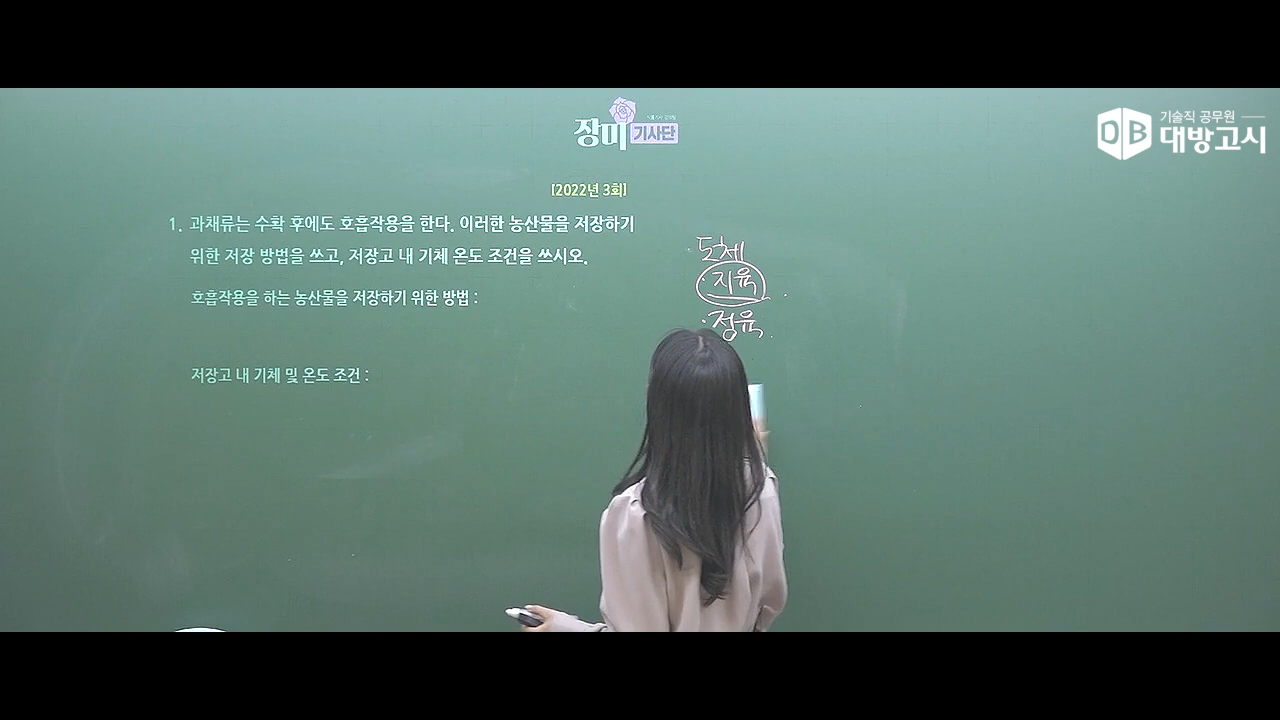 장미 기사단
기술직 공무원
대방고시
DB
[2022년 3회]
1. 과채류는 수확 후에도 호흡작용을 한다. 이러한 농산물을 저장하기
위한 저장 방법을 쓰고, 저장고 내 기체 온도 조건을 쓰시오.
호흡작용을 하는 농산물을 저장하기 위한 방법 :
저장고 내 기체 및 온도 조건 :
· 도체
· 지육
· 정육